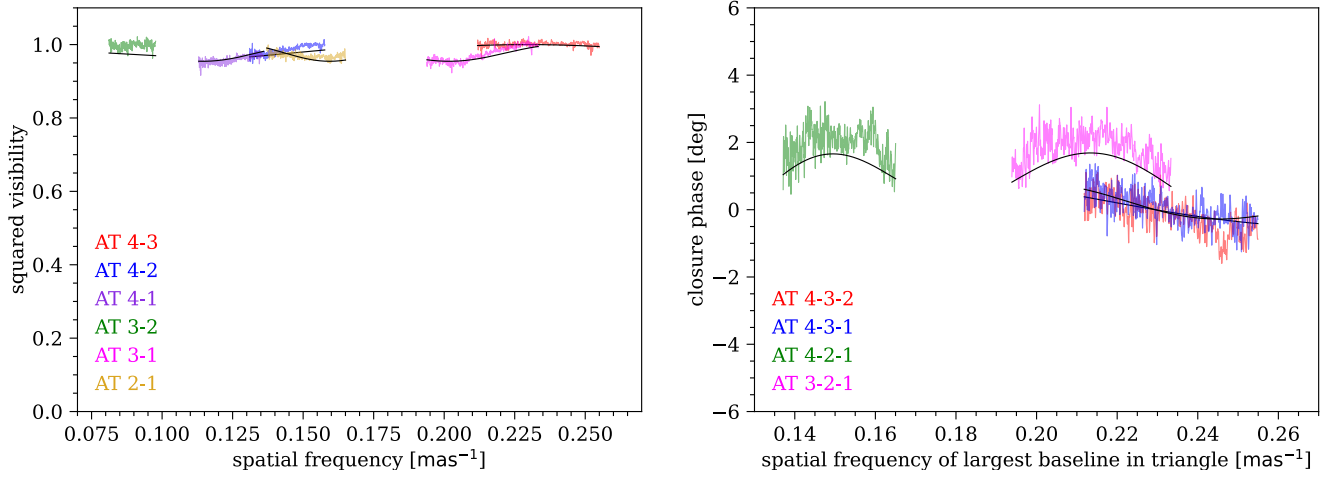 1.0
0.8
0.6
0.4
0.2
0.0
squared visibility
AT 4-3
AT 4-2
AT 4-1
AT 3-2
AT 3-1
AT 2-1
0.075 0.100 0.125 0.150 0.175 0.200 0.225 0.250
spatial frequency [mas⁻¹]
6
4
2
0
−2
−4
−6
closure phase [deg]
AT 4-3-2
AT 4-3-1
AT 4-2-1
AT 3-2-1
0.14 0.16 0.18 0.20 0.22 0.24 0.26
spatial frequency of largest baseline in triangle [mas⁻¹]